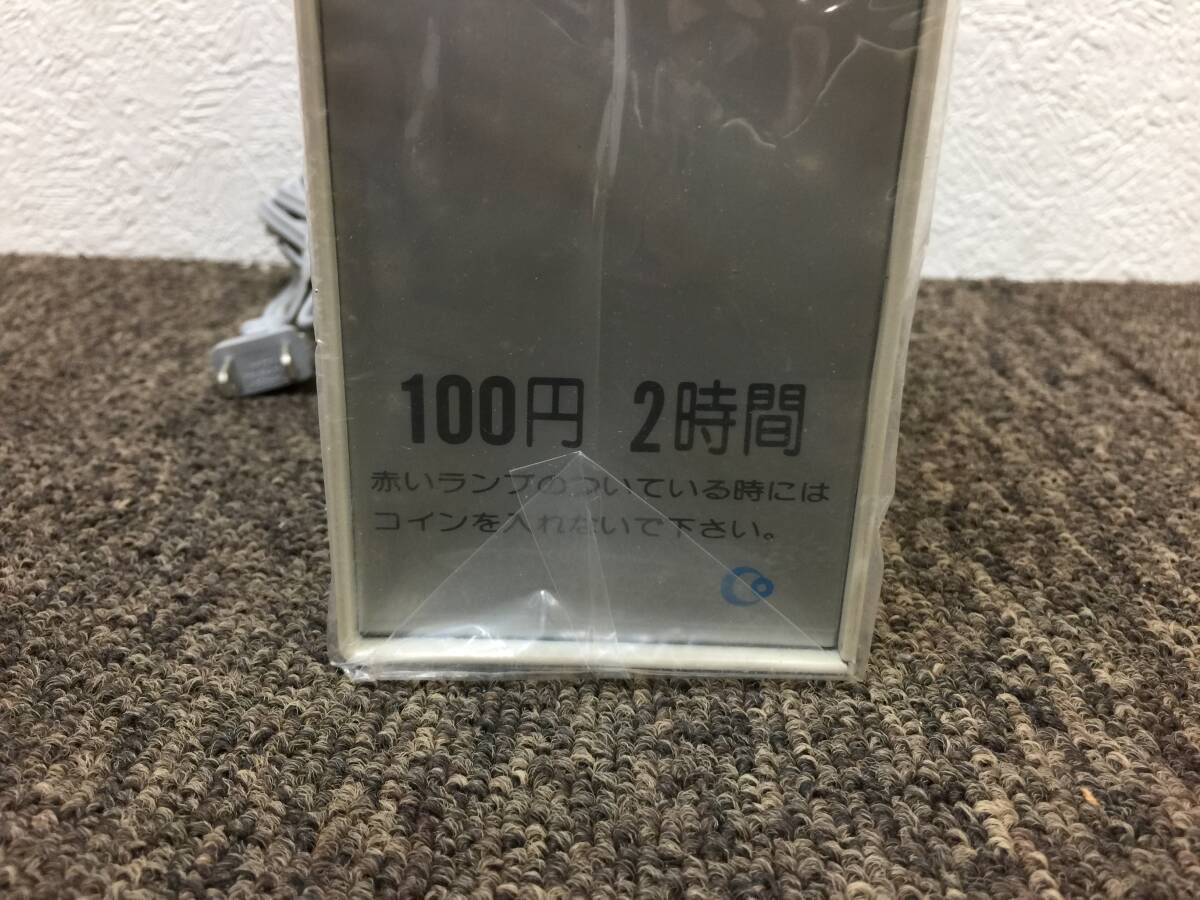 100円 2時間
赤いランプのついている時には
コインを入れないで下さい。